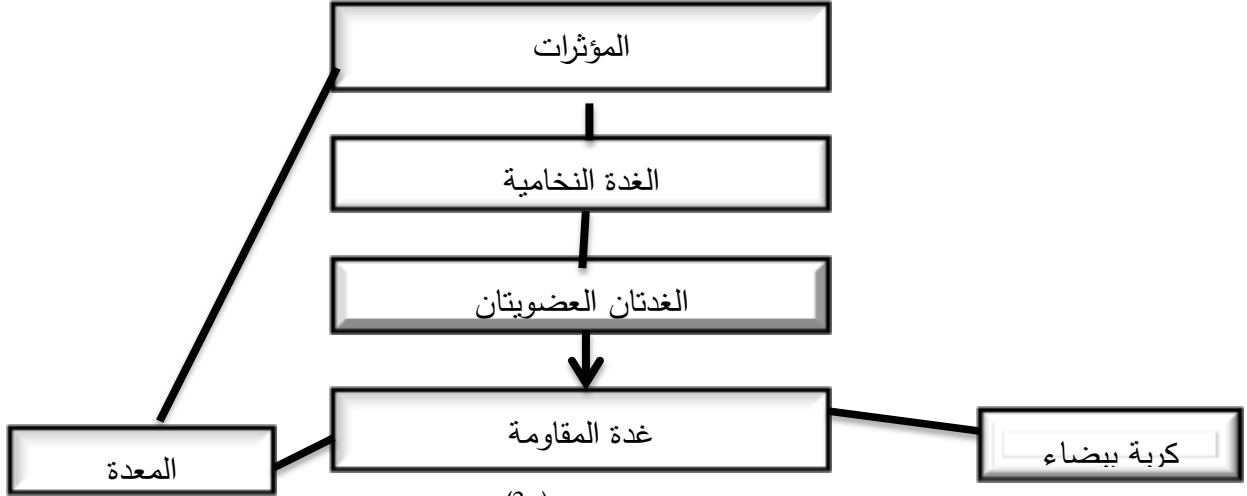 المؤثرات
الغدة النخامية
الغدتان العضويتان
غدة المقاومة
المعدة
كرية بيضاء